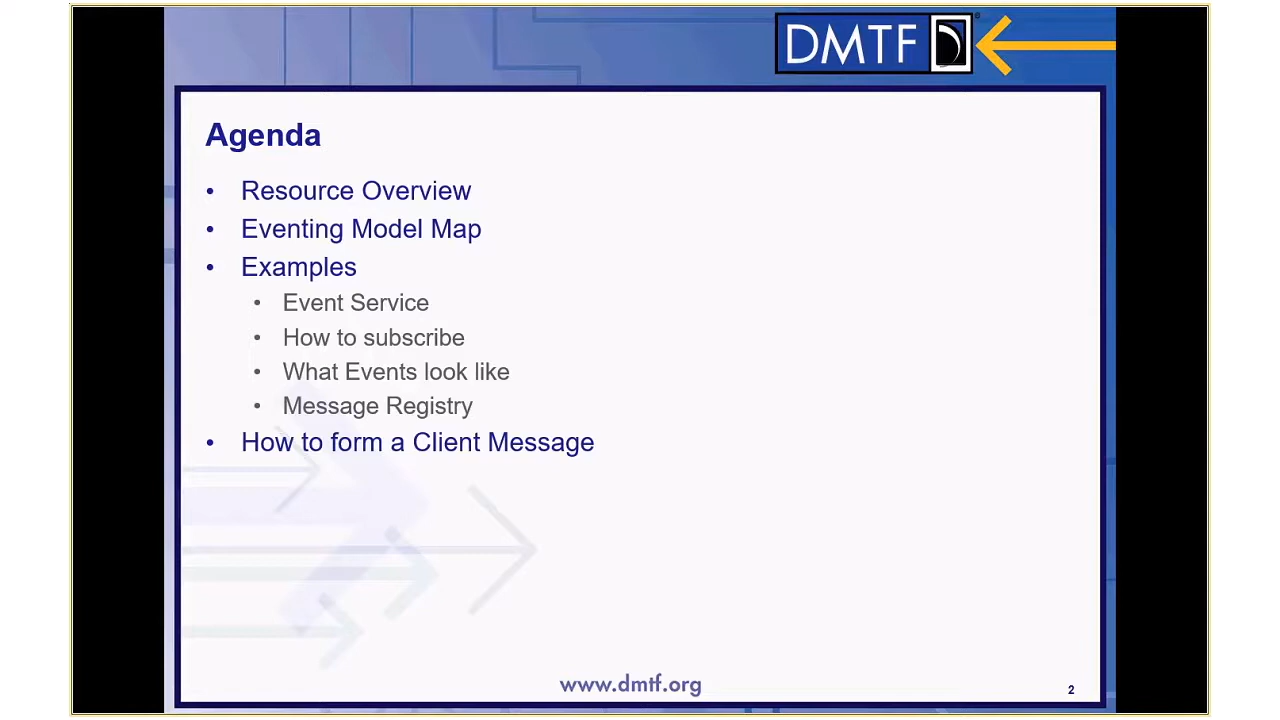 DMTF
Agenda
• Resource Overview
• Eventing Model Map
• Examples
• Event Service
• How to subscribe
• What Events look like
• Message Registry
• How to form a Client Message
www.dmtf.org
2